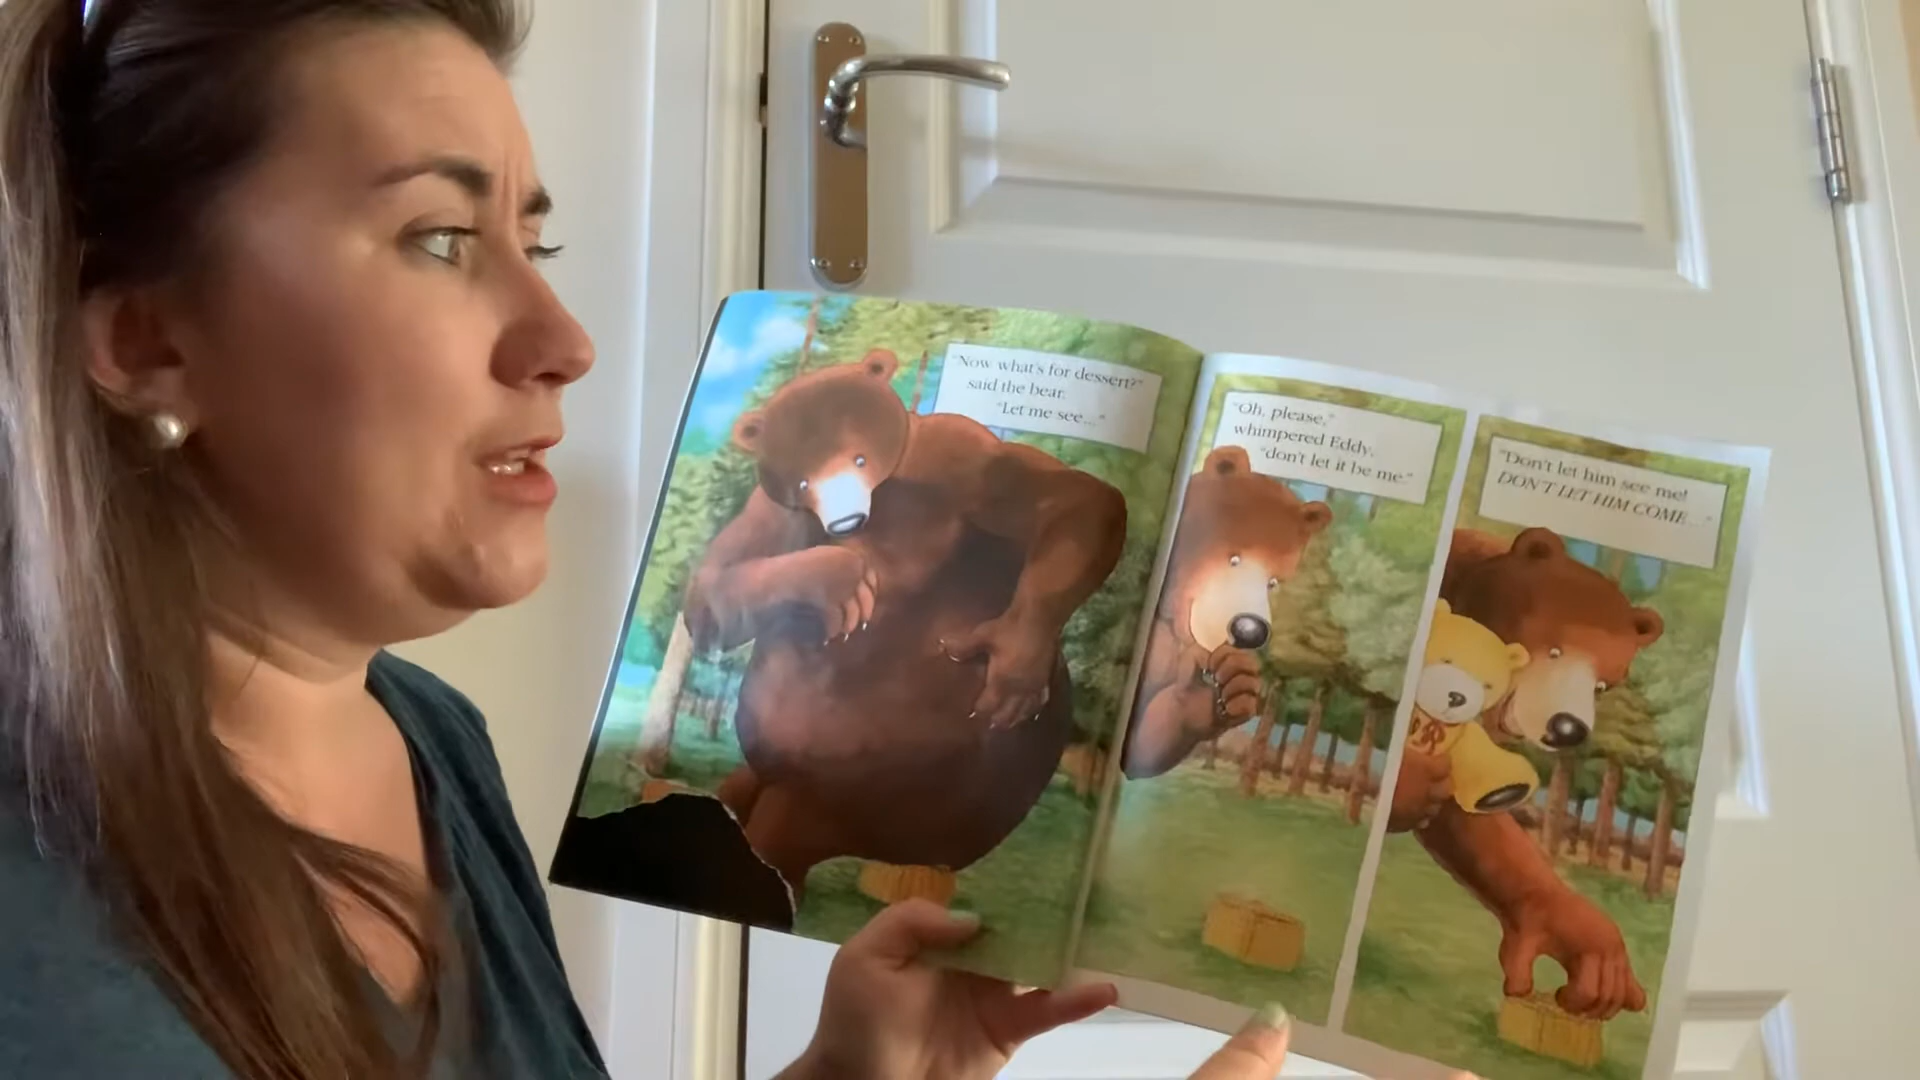 "Now what's for dessert?"
said the bear.
"Let me see..."
"Oh, please,"
whimpered Eddy,
"don't let it be me."
"Don't let him see me!
DON'T LET HIM COME..."